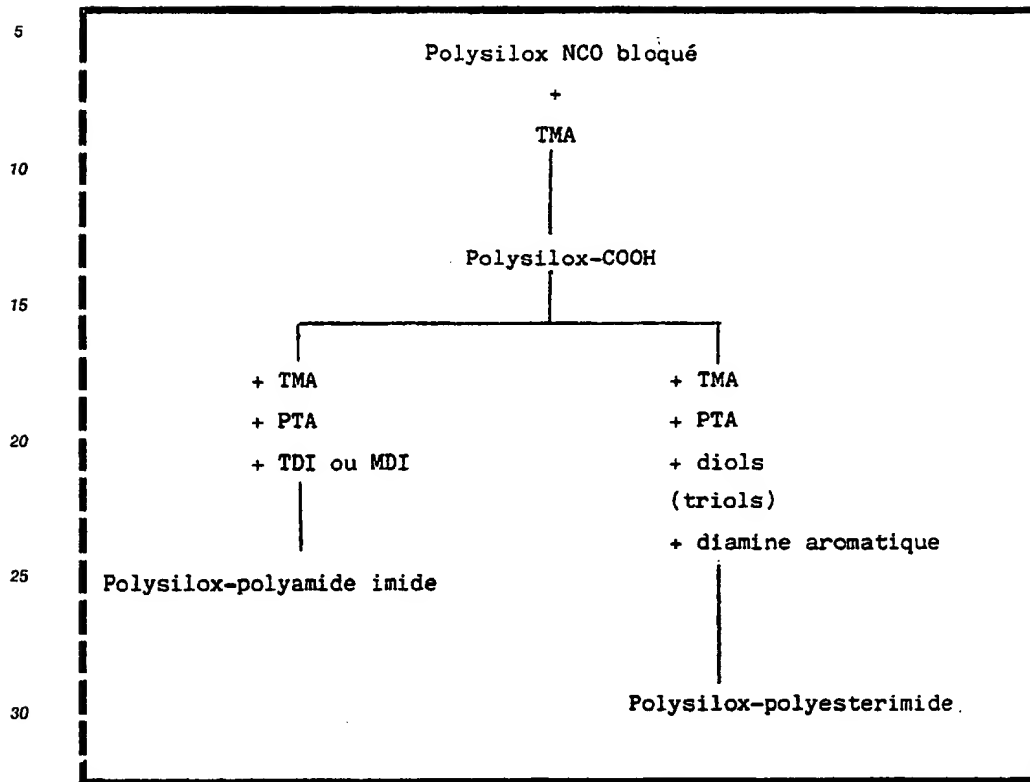 5
Polysilox NCO bloqué
+
TMA
10
Polysilox-COOH
15
+ TMA
+ PTA
+ TDI ou MDI
20
Polysilox-polyamide imide
+ TMA
+ PTA
+ diols
(triols)
+ diamine aromatique
25
Polysilox-polyesterimide.
30